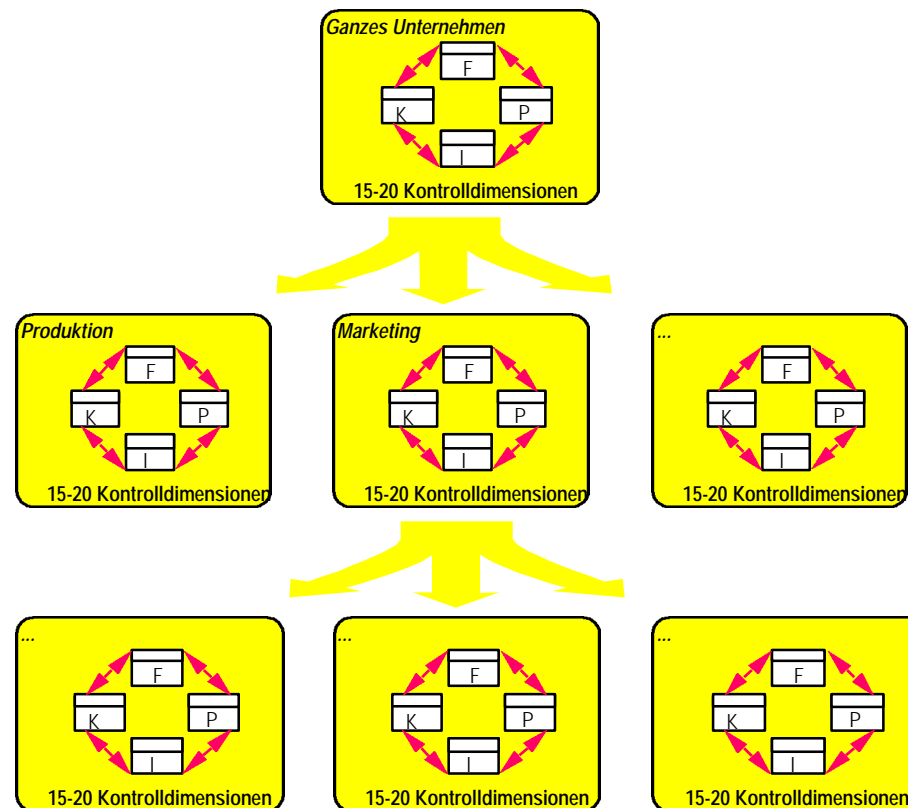 Ganzes Unternehmen
F
K P
I
15-20 Kontrolldimensionen
Produktion
F
K P
I
15-20 Kontrolldimensionen
Marketing
F
K P
I
15-20 Kontrolldimensionen
...
F
K P
I
15-20 Kontrolldimensionen
...
F
K P
I
15-20 Kontrolldimensionen
...
F
K P
I
15-20 Kontrolldimensionen
...
F
K P
I
15-20 Kontrolldimensionen